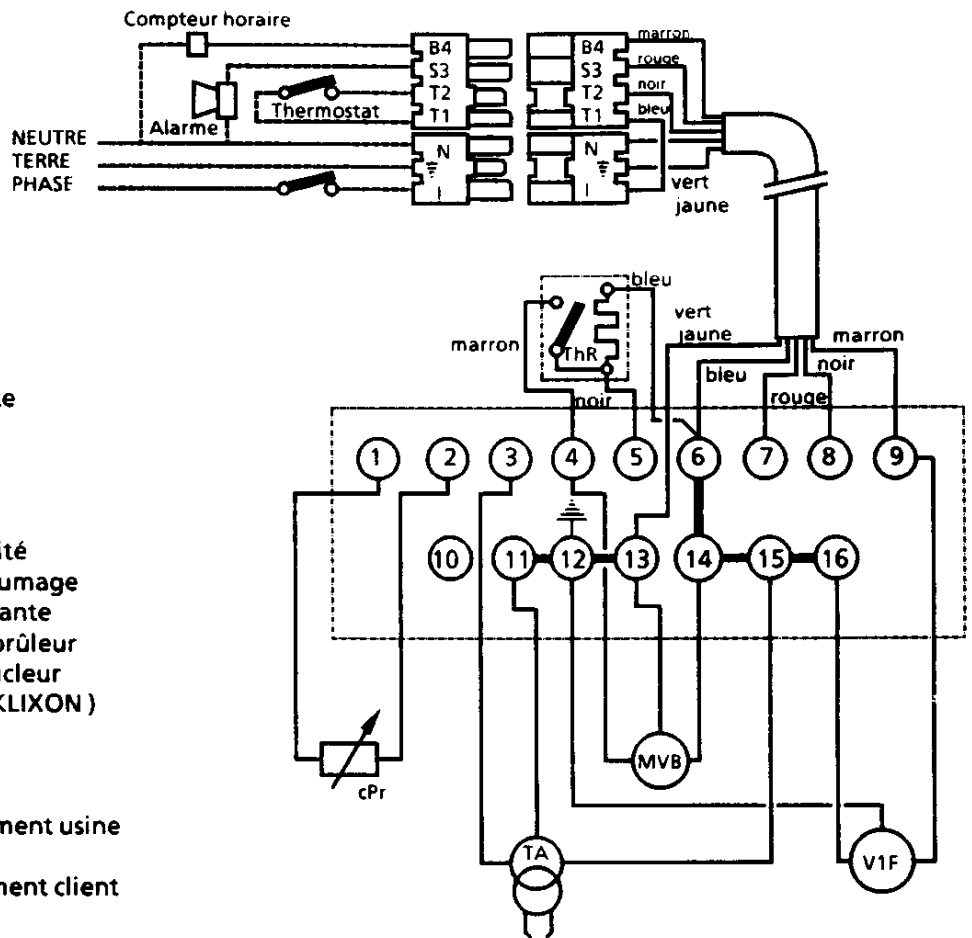 Compteur horaire
B4
S3
T2
T1
N
I
B4
S3
T2
T1
N
I
marron
rouge
noir
bleu
vert
jaune
Thermostat
Alarme
NEUTRE
TERRE
PHASE
bleu
marron
ThR
noir
vert
jaune
bleu
rouge
noir
marron
1
2
3
4
5
6
7
8
9
10
11
12
13
14
15
16
cPr
MVB
TA
V1F
te
ité
umage
ante
orûleur
ucleur
KLIXON )
ment usine
nent client